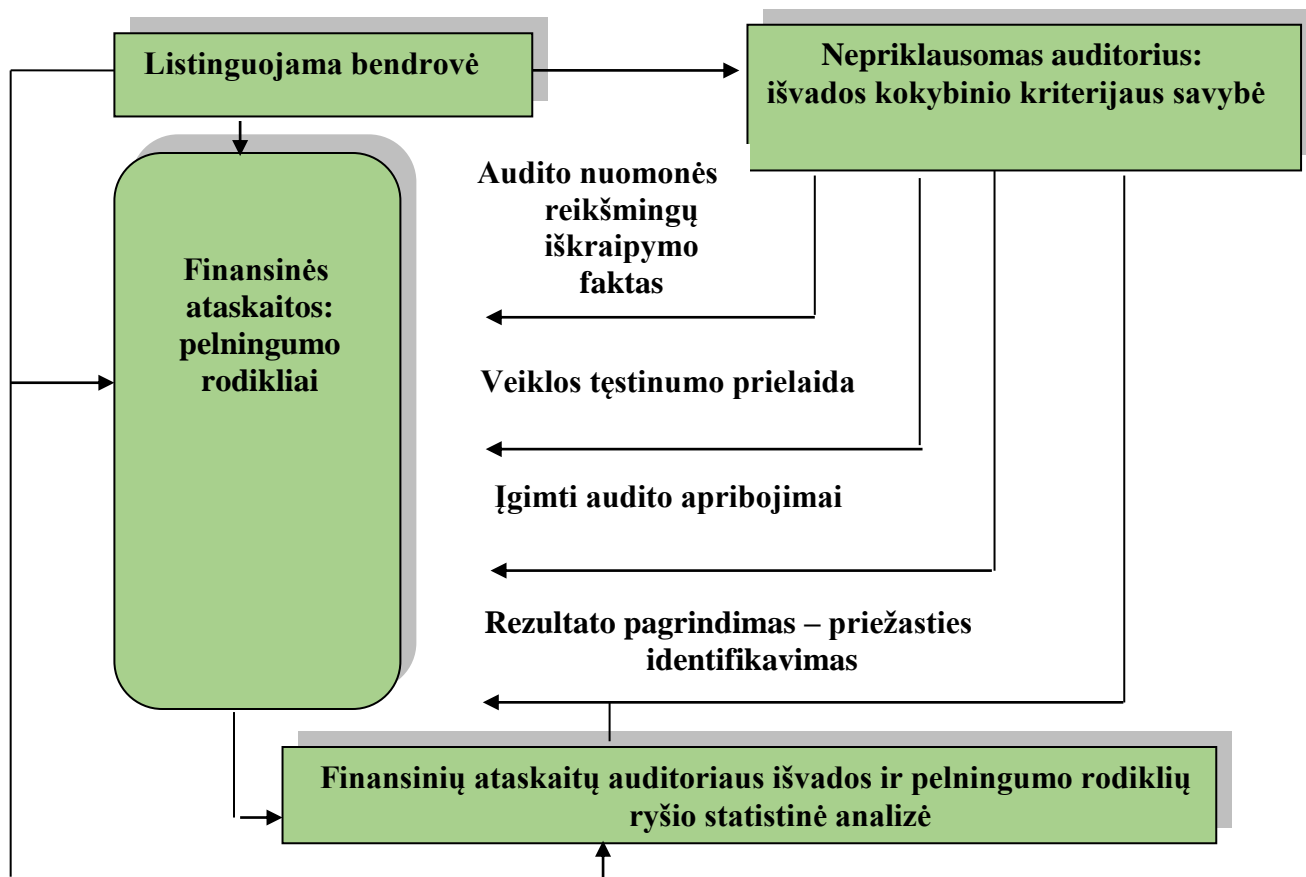 Listinguojama bendrovė
Nepriklausomas auditorius:
išvados kokybinio kriterijaus savybė
Audito nuomonės
reikšmingų
iškraipymo
faktas
Finansinės
ataskaitos:
pelningumo
rodikliai
Veiklos tęstinumo prielaida
Įgimti audito apribojimai
Rezultato pagrindimas – priežasties
identifikavimas
Finansinių ataskaitų auditoriaus išvados ir pelningumo rodiklių
ryšio statistinė analizė